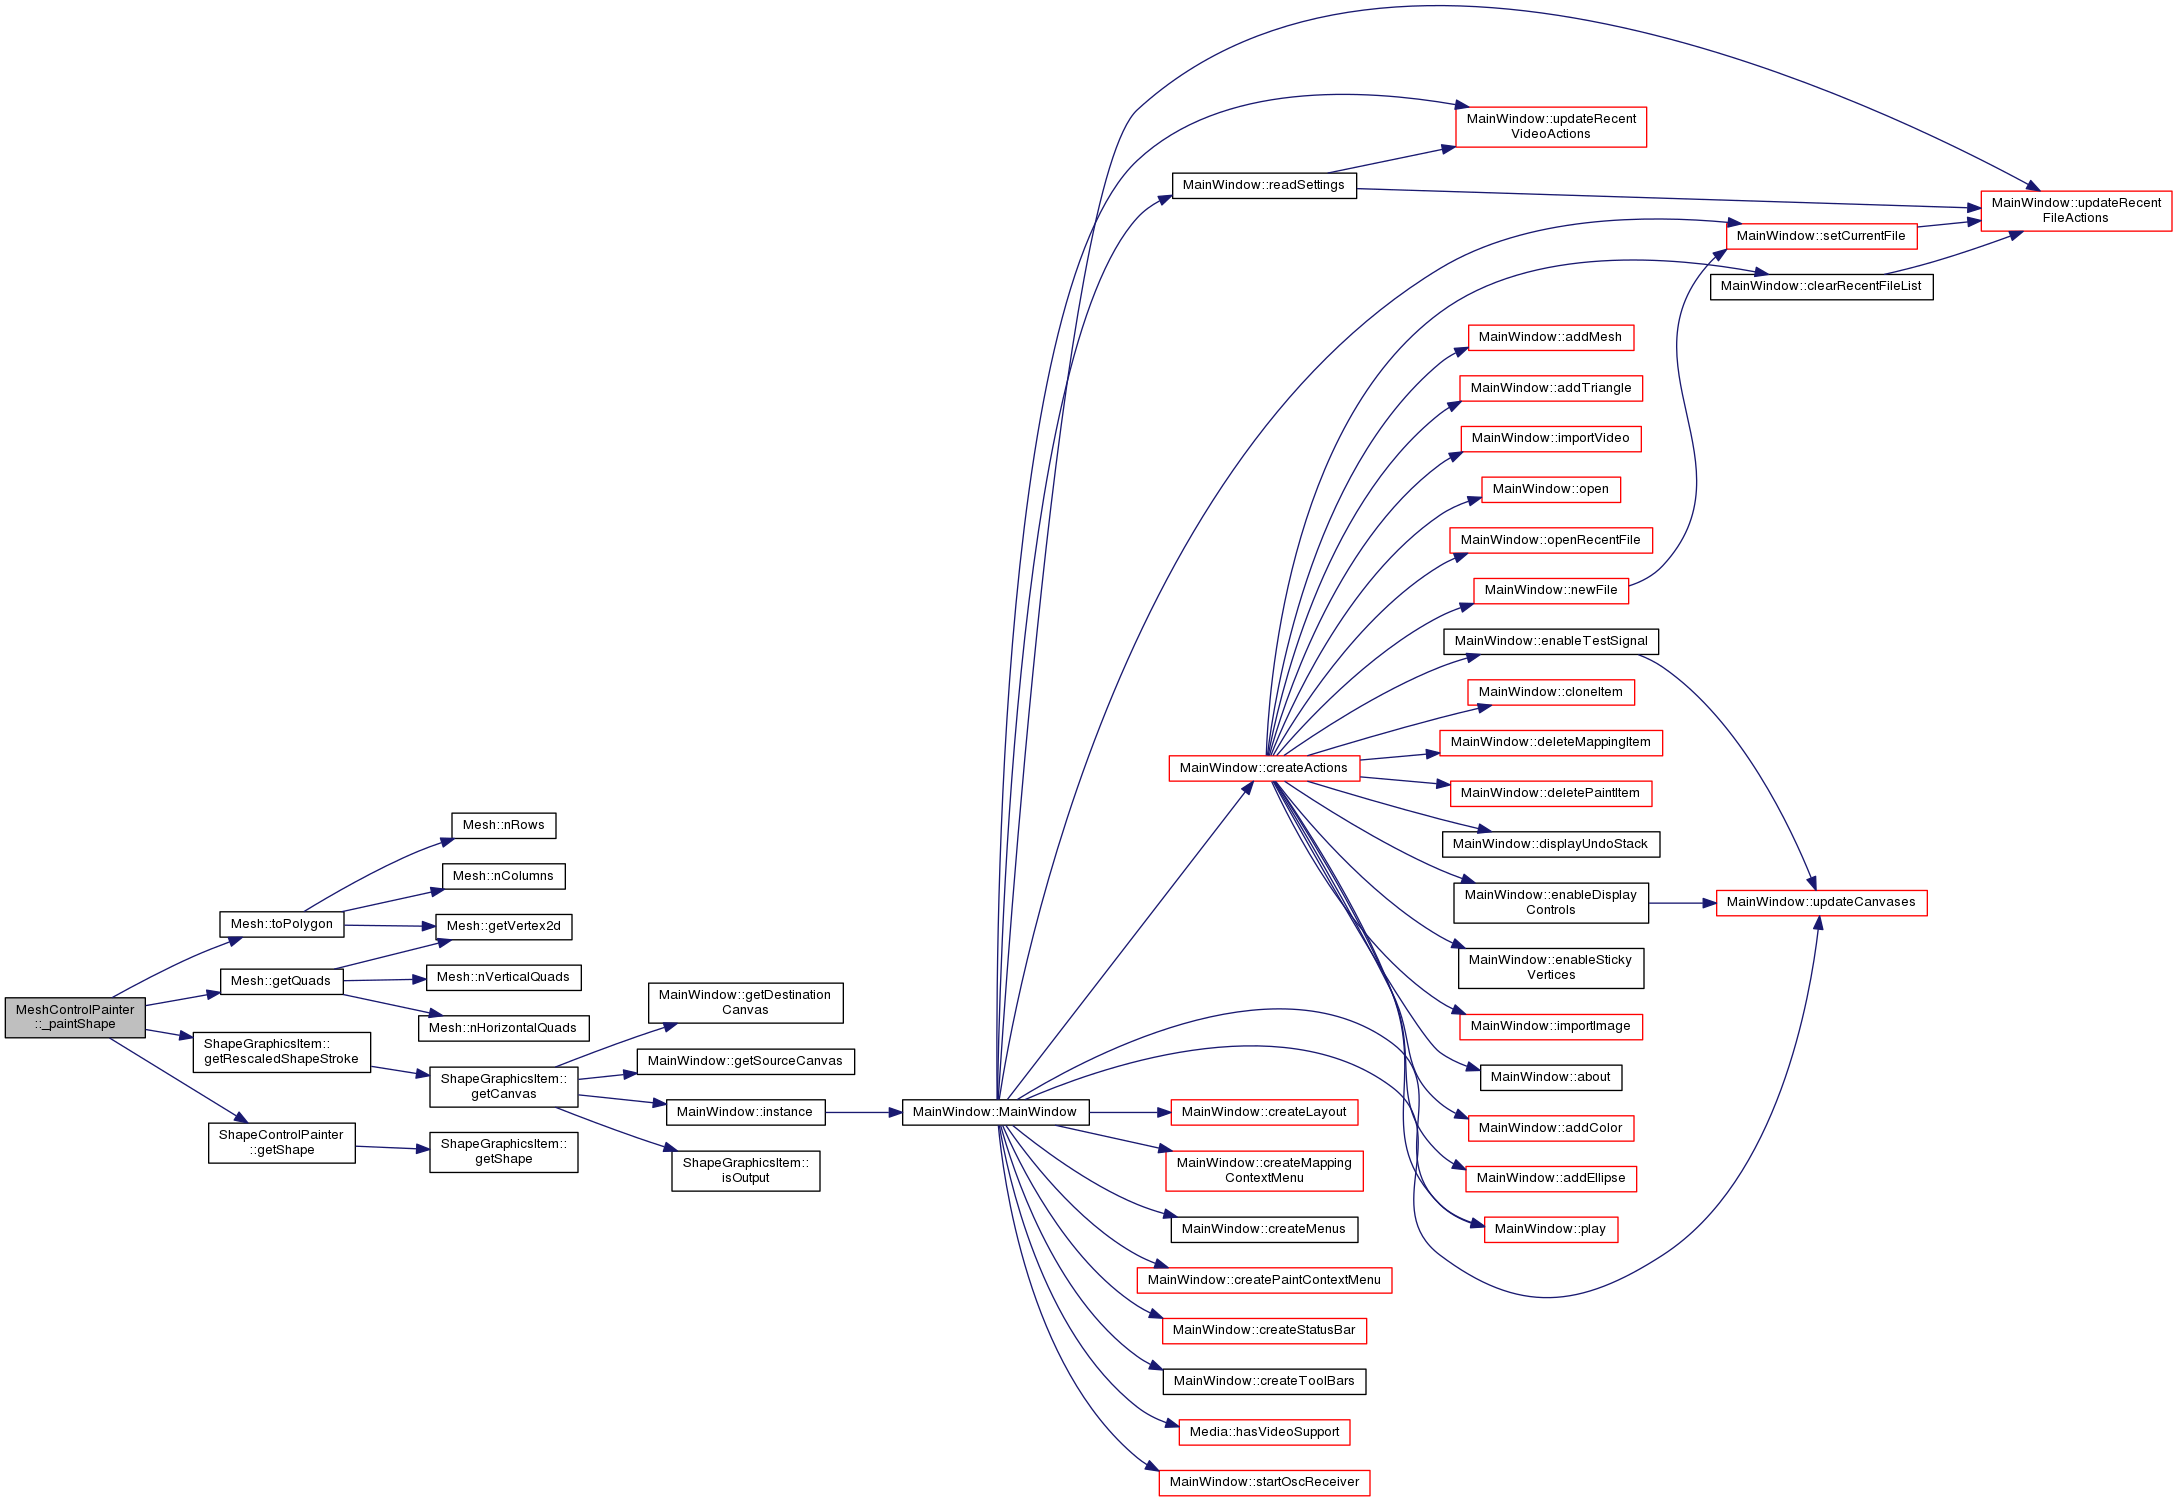 MeshControlPainter
::_paintShape
Mesh::toPolygon
Mesh::getQuads
ShapeGraphicsItem::
getRescaledShapeStroke
ShapeControlPainter
::getShape
Mesh::nRows
Mesh::nColumns
Mesh::getVertex2d
Mesh::nVerticalQuads
Mesh::nHorizontalQuads
ShapeGraphicsItem::
getCanvas
ShapeGraphicsItem::
getShape
MainWindow::getDestination
Canvas
MainWindow::getSourceCanvas
MainWindow::instance
ShapeGraphicsItem::
isOutput
MainWindow::MainWindow
MainWindow::readSettings
MainWindow::createActions
MainWindow::createLayout
MainWindow::createMapping
ContextMenu
MainWindow::createMenus
MainWindow::createPaintContextMenu
MainWindow::createStatusBar
MainWindow::createToolBars
Media::hasVideoSupport
MainWindow::startOscReceiver
MainWindow::updateRecent
VideoActions
MainWindow::addMesh
MainWindow::addTriangle
MainWindow::importVideo
MainWindow::open
MainWindow::openRecentFile
MainWindow::newFile
MainWindow::enableTestSignal
MainWindow::cloneItem
MainWindow::deleteMappingItem
MainWindow::deletePaintItem
MainWindow::displayUndoStack
MainWindow::enableDisplay
Controls
MainWindow::enableSticky
Vertices
MainWindow::importImage
MainWindow::about
MainWindow::addColor
MainWindow::addEllipse
MainWindow::play
MainWindow::setCurrentFile
MainWindow::clearRecentFileList
MainWindow::updateCanvases
MainWindow::updateRecent
FileActions